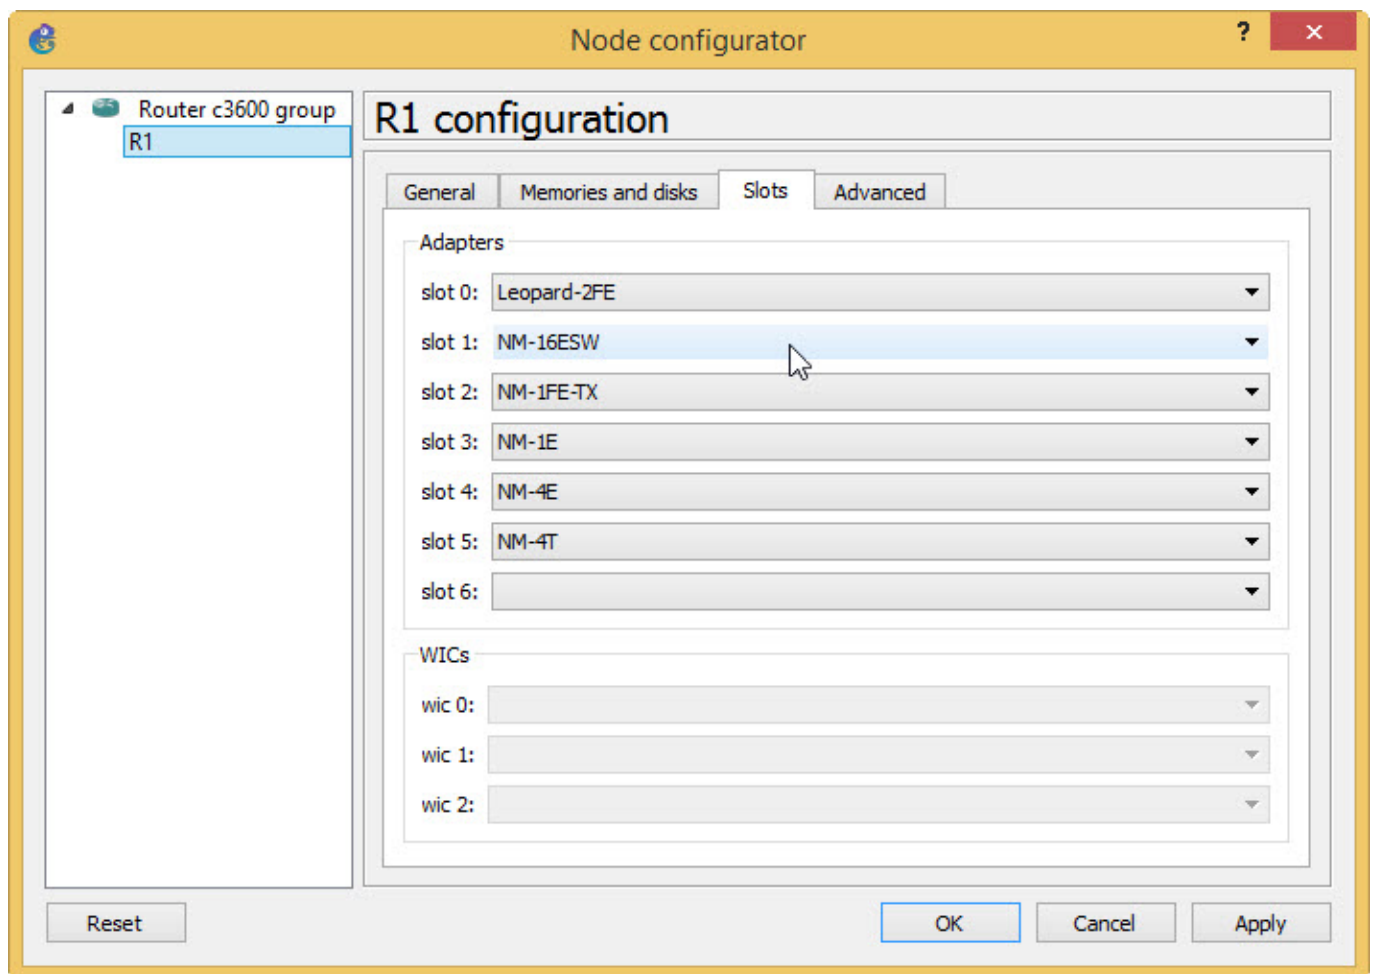 Node configurator
?
Router c3600 group
R1
R1 configuration
General
Memories and disks
Slots
Advanced
Adapters
slot 0: Leopard-2FE
slot 1: NM-16ESW
slot 2: NM-1FE-TX
slot 3: NM-1E
slot 4: NM-4E
slot 5: NM-4T
slot 6:
WICs
wic 0:
wic 1:
wic 2:
Reset
OK
Cancel
Apply